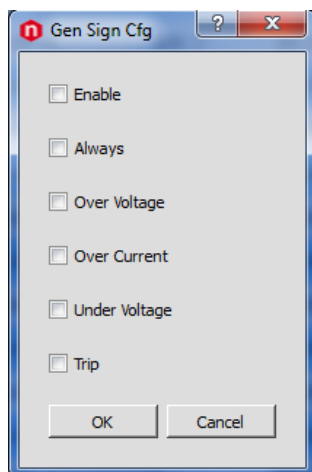 Gen Sign Cfg ? X
Enable
Always
Over Voltage
Over Current
Under Voltage
Trip
OK Cancel